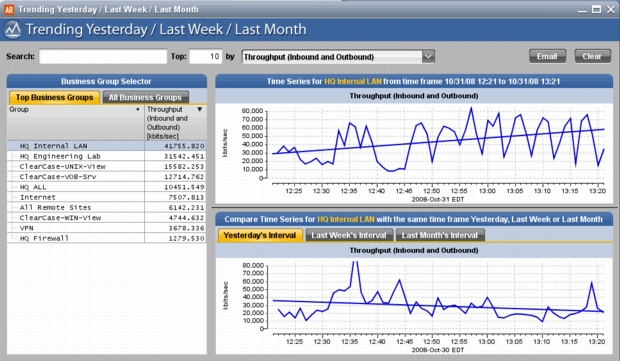 AR Trending Yesterday / Last Week / Last Month
Trending Yesterday / Last Week / Last Month
Search: Top: 10 by Throughput (Inbound and Outbound) Email Clear
Business Group Selector
Top Business Groups All Business Groups
Group Throughput (Inbound and Outbound) [kbits/sec]
HQ Internal LAN 41755.820
HQ Engineering Lab 31542.451
ClearCase-UNIX-View 15582.253
ClearCase-VOB-Srv 12714.762
HQ ALL 10451.549
Internet 7507.813
All Remote Sites 6142.231
ClearCase-WIN-View 4744.632
VPN 3678.336
HQ Firewall 1279.530
Time Series for HQ Internal LAN from time frame 10/31/08 12:21 to 10/31/08 13:21
Throughput (Inbound and Outbound)
kbits/sec
80,000
70,000
60,000
50,000
40,000
30,000
20,000
10,000
0
12:25 12:30 12:35 12:40 12:45 12:50 12:55 13:00 13:05 13:10 13:15 13:20
2008-Oct-31 EDT
Compare Time Series for HQ Internal LAN with the same time frame Yesterday, Last Week or Last Month
Yesterday's Interval Last Week's Interval Last Month's Interval
Throughput (Inbound and Outbound)
kbits/sec
80,000
70,000
60,000
50,000
40,000
30,000
20,000
10,000
0
12:25 12:30 12:35 12:40 12:45 12:50 12:55 13:00 13:05 13:10 13:15 13:20
2008-Oct-30 EDT